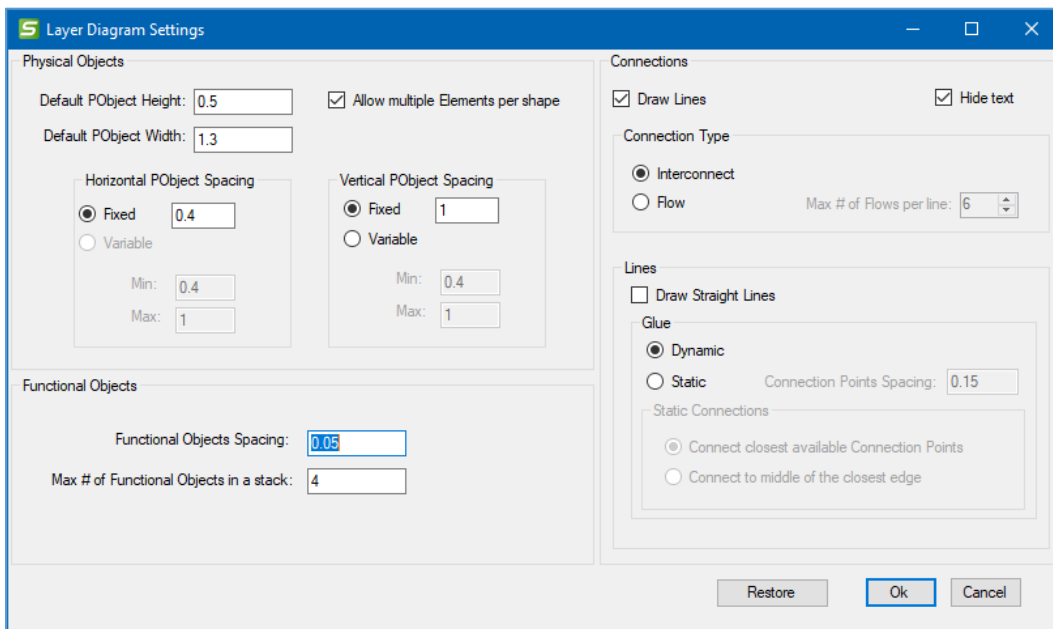 S Layer Diagram Settings
Physical Objects
Default PObject Height: 0.5
Allow multiple Elements per shape
Default PObject Width: 1.3
Horizontal PObject Spacing
Fixed 0.4
Variable
Min: 0.4
Max: 1
Vertical PObject Spacing
Fixed 1
Variable
Min: 0.4
Max: 1
Functional Objects
Functional Objects Spacing: 0.05
Max # of Functional Objects in a stack: 4
Connections
Draw Lines
Hide text
Connection Type
Interconnect
Flow
Max # of Flows per line: 6
Lines
Draw Straight Lines
Glue
Dynamic
Static
Connection Points Spacing: 0.15
Static Connections
Connect closest available Connection Points
Connect to middle of the closest edge
Restore
Ok
Cancel